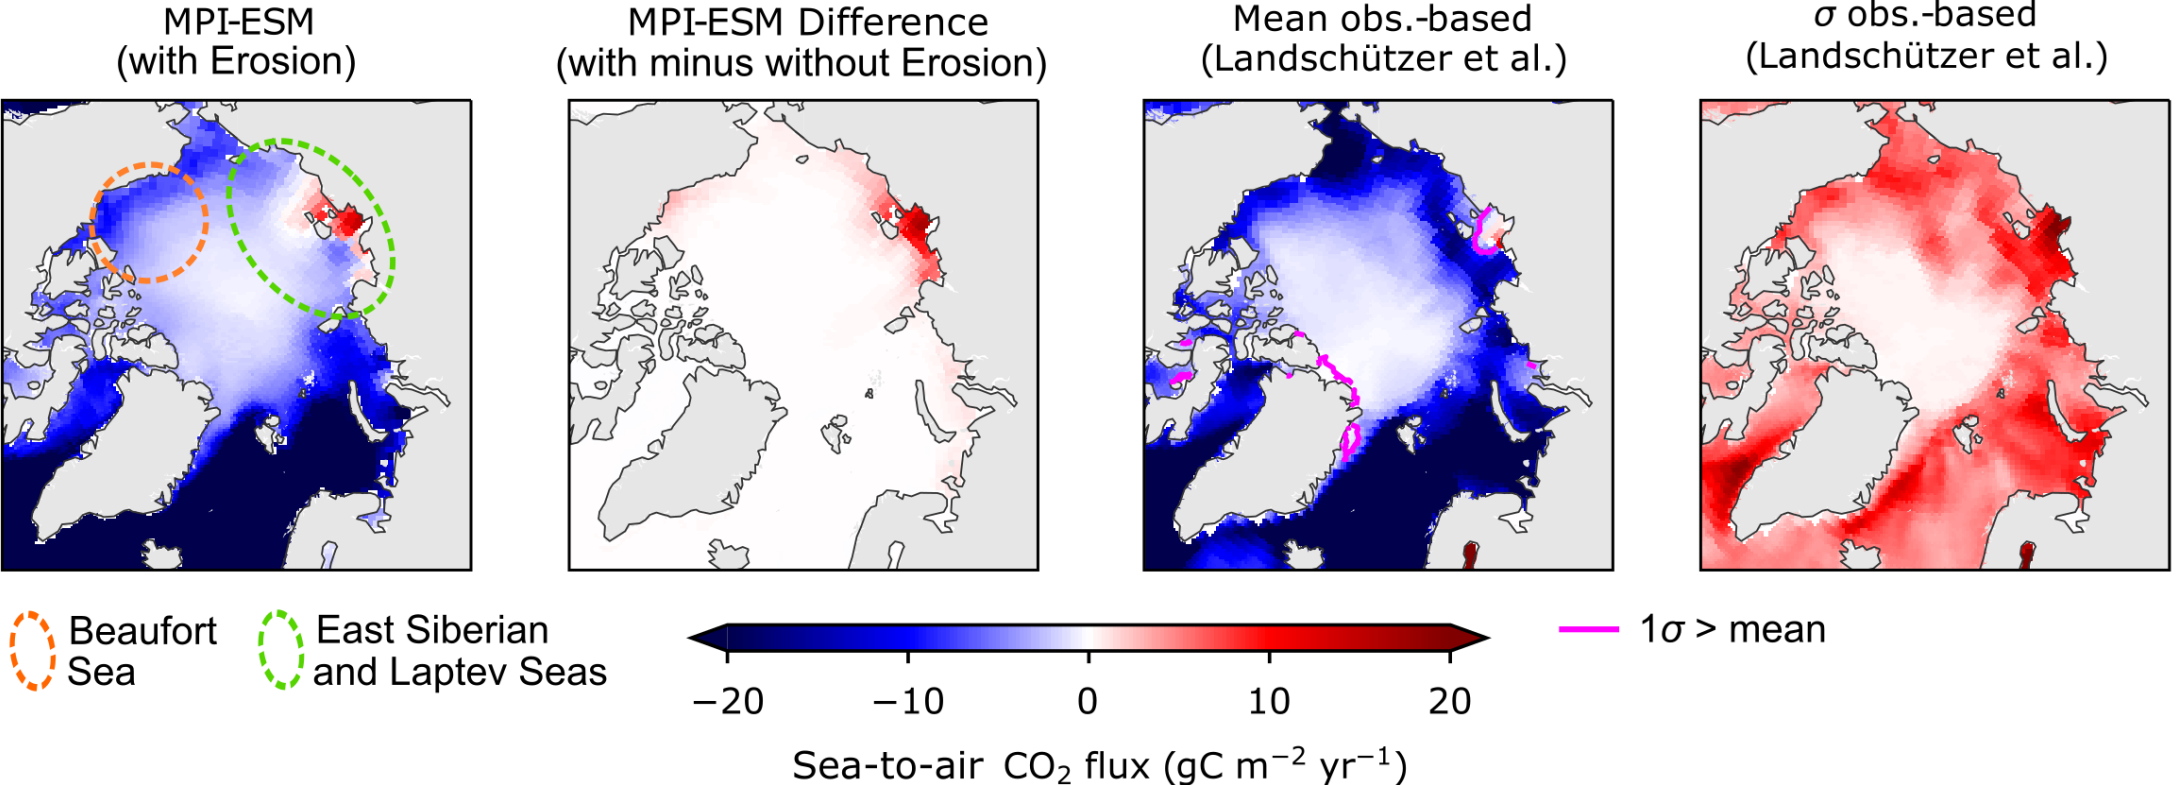 MPI-ESM
(with Erosion)
MPI-ESM Difference
(with minus without Erosion)
Mean obs.-based
(Landschützer et al.)
σ obs.-based
(Landschützer et al.)
Beaufort
Sea
East Siberian
and Laptev Seas
−20 −10 0 10 20
Sea-to-air CO₂ flux (gC m⁻² yr⁻¹)
1σ > mean